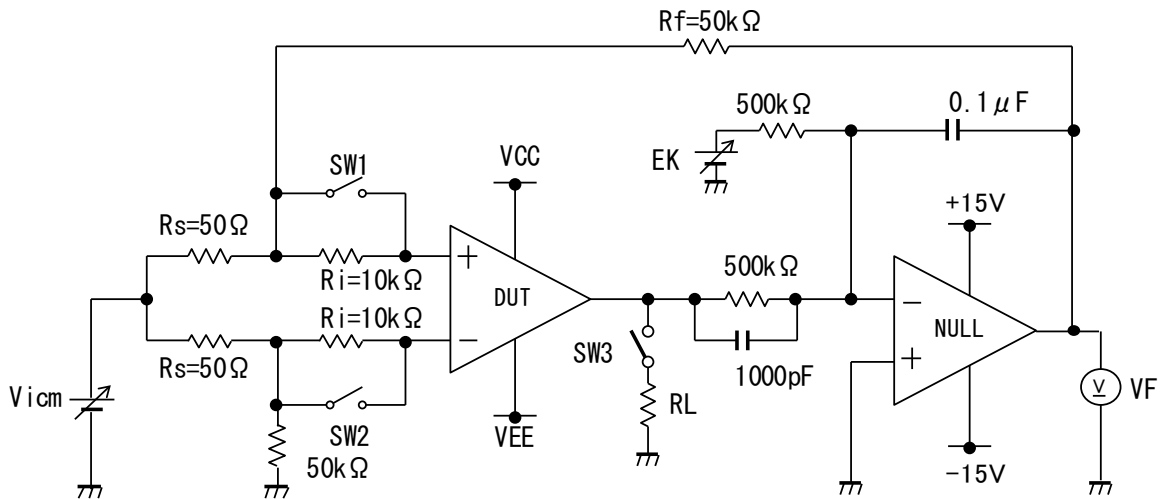 Rf=50kΩ
500kΩ
0.1μF
EK
SW1
VCC
Rs=50Ω
+15V
Ri=10kΩ
+
DUT
500kΩ
−
NULL
Ri=10kΩ
−
+
Rs=50Ω
SW3
1000pF
Vicm
RL
V
VF
SW2
VEE
50kΩ
−15V